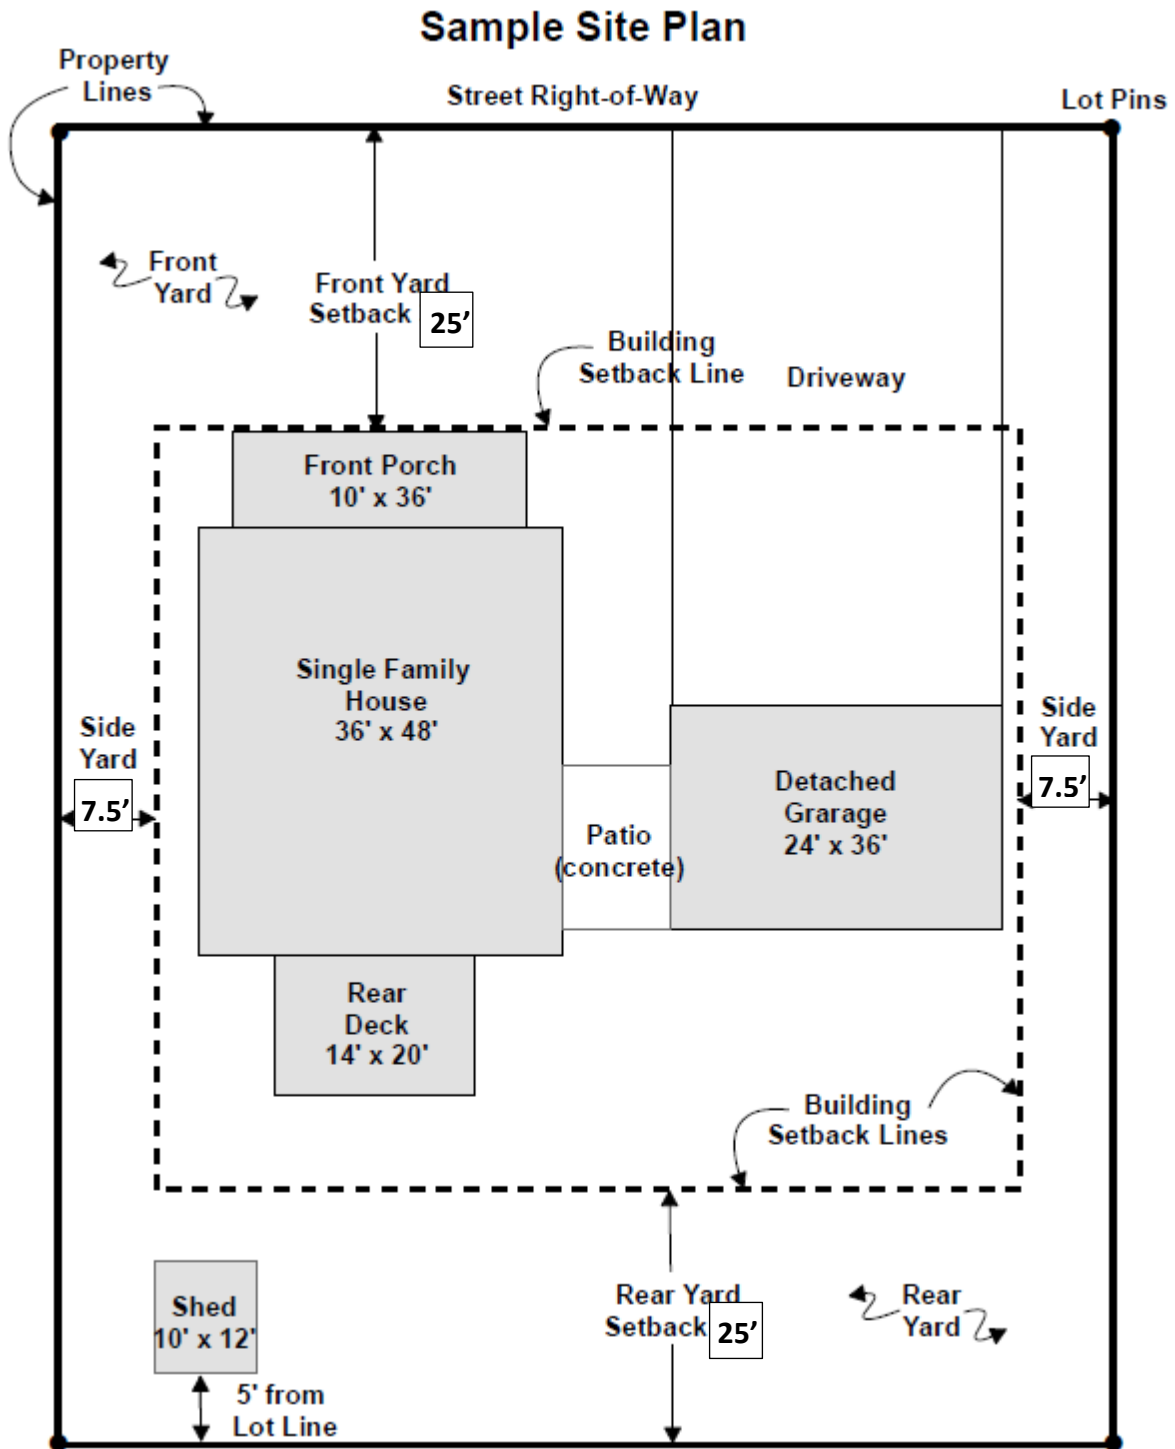 Sample Site Plan
Property
Lines
Street Right-of-Way
Lot Pins
Front
Yard
Front Yard
Setback 25’
Building
Setback Line
Driveway
Front Porch
10' x 36'
Single Family
House
36' x 48'
Side
Yard
7.5’
Side
Yard
7.5’
Detached
Grarage
24' x 36'
Patio
(concrete)
Rear
Deck
14' x 20'
Building
Setback Lines
Shed
10' x 12'
Rear Yard
Setback 25’
Rear
Yard
5' from
Lot Line